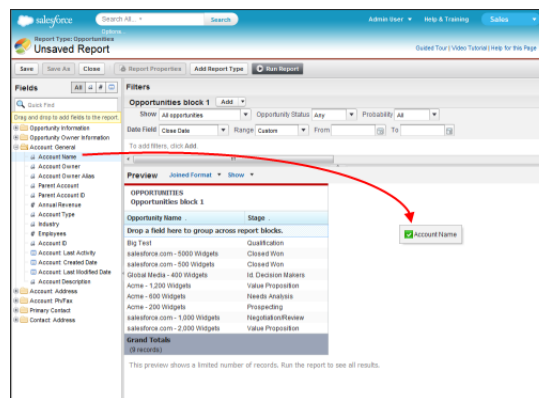 salesforce Search All... Search Admin User Help & Training Sales
Options...
Report Type: Opportunities
Unsaved Report
Guided Tour | Video Tutorial | Help for this Page
Save Save As Close Report Properties Add Report Type Run Report
Fields All
Quick Find
Drag and drop to add fields to the report.
Opportunity Information
Opportunity Owner Information
Account: General
Account Name
Account Owner
Account Owner Alias
Parent Account
Parent Account ID
# Annual Revenue
Account Type
Industry
# Employees
Account ID
Account: Last Activity
Account: Created Date
Account: Last Modified Date
Account Description
Account: Address
Account: Ph/Fax
Primary Contact
Contact: Address
Filters
Opportunities block 1 Add
Show All opportunities Opportunity Status Any Probability All
Date Field Close Date Range Custom From To
To add filters, click Add.
Preview Joined Format Show
OPPORTUNITIES
Opportunities block 1
Opportunity Name Stage
Drop a field here to group across report blocks.
Big Test Qualification
salesforce.com - 5000 Widgets Closed Won
salesforce.com - 500 Widgets Closed Won
Global Media - 400 Widgets Id. Decision Makers
Acme - 1,200 Widgets Value Proposition
Acme - 600 Widgets Needs Analysis
Acme - 200 Widgets Prospecting
salesforce.com - 1,000 Widgets Negotiation/Review
salesforce.com - 2,000 Widgets Value Proposition
Grand Totals
(9 records)
This preview shows a limited number of records. Run the report to see all results.
Account Name